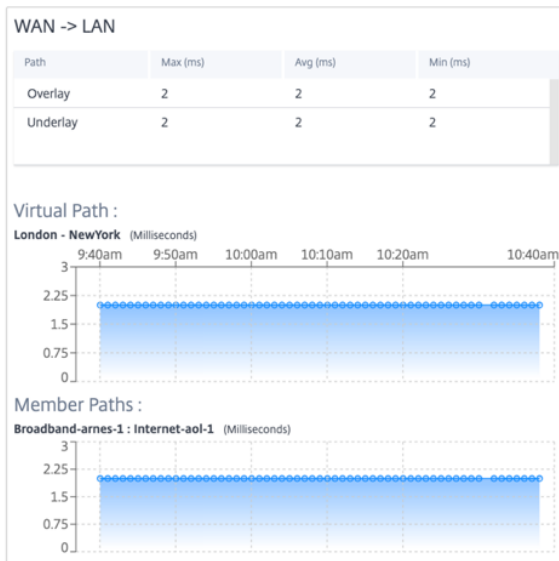 WAN -> LAN
Path Max (ms) Avg (ms) Min (ms)
Overlay 2 2 2
Underlay 2 2 2
Virtual Path :
London - NewYork (Milliseconds)
9:40am 9:50am 10:00am 10:10am 10:20am 10:40am
3
2.25
1.5
0.75
0
Member Paths :
Broadband-arnes-1 : Internet-aol-1 (Milliseconds)
3
2.25
1.5
0.75
0